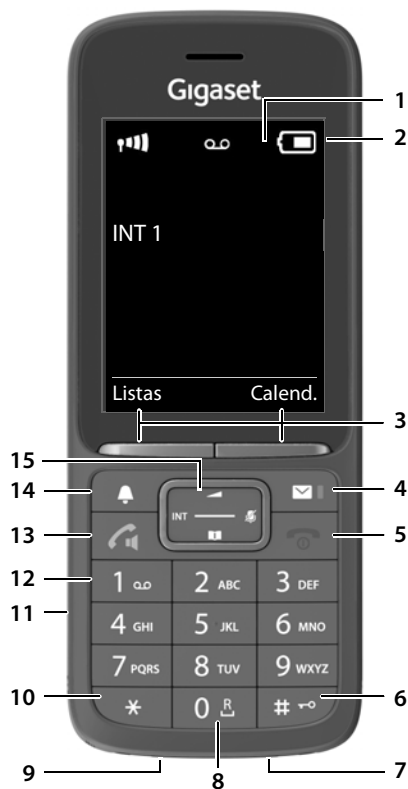 Gigaset
1
2
INT 1
Listas Calend.
3
15
14
4
INT
13
5
12
1 2 ABC 3 DEF
11
4 GHI 5 JKL 6 MNO
7 PQRS 8 TUV 9 WXYZ
10
* 0 R #
6
9
8
7